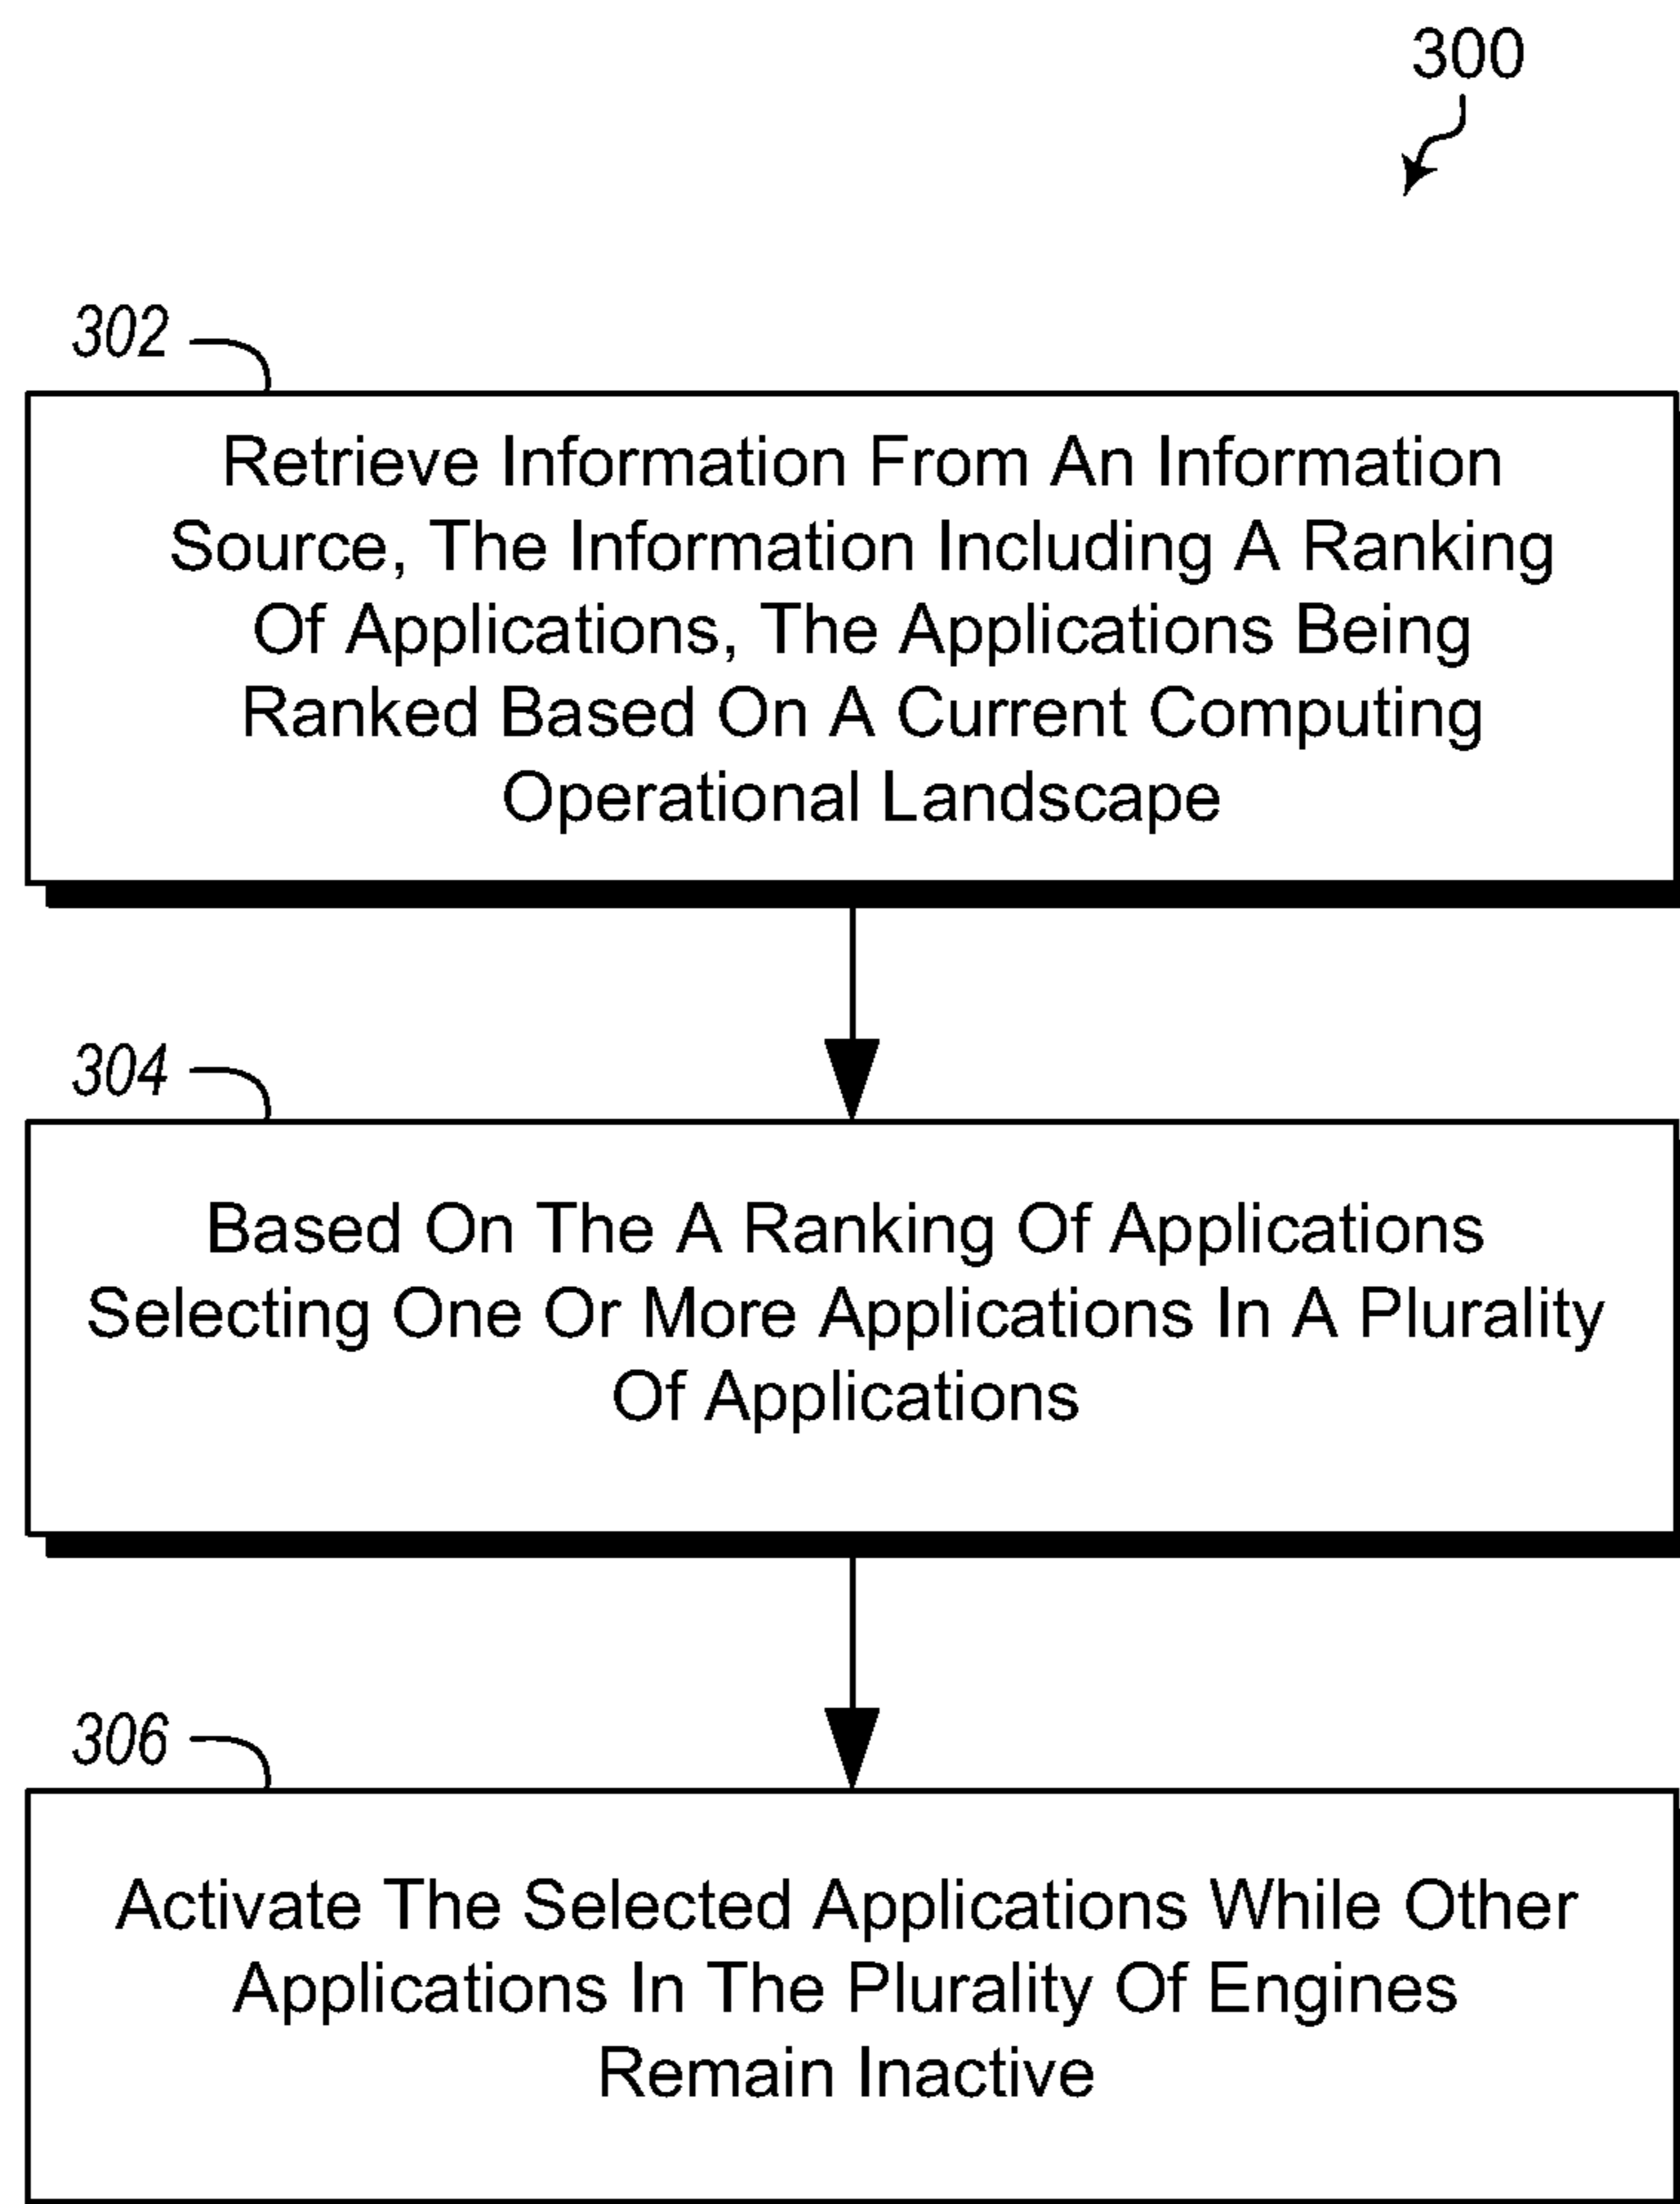 300
302
Retrieve Information From An Information
Source, The Information Including A Ranking
Of Applications, The Applications Being
Ranked Based On A Current Computing
Operational Landscape
304
Based On The A Ranking Of Applications
Selecting One Or More Applications In A Plurality
Of Applications
306
Activate The Selected Applications While Other
Applications In The Plurality Of Engines
Remain Inactive